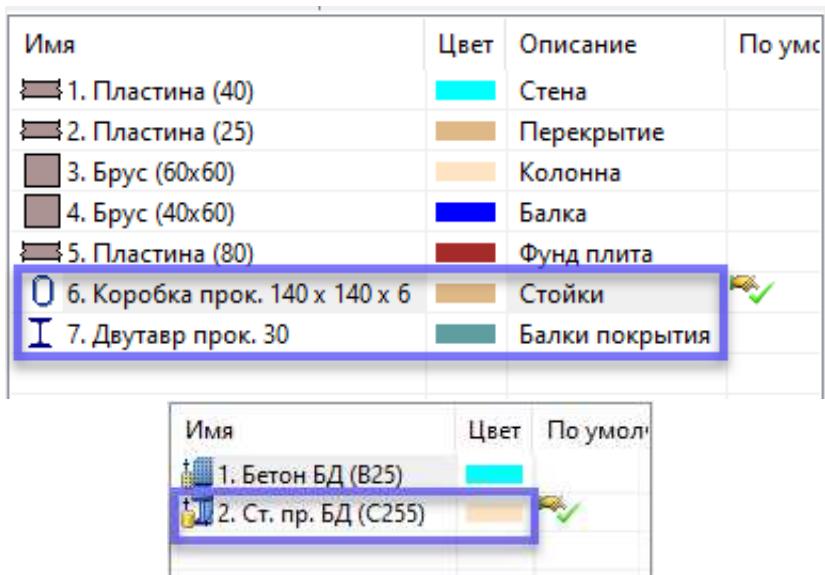 Имя Цвет Описание По умо
1. Пластина (40) Стена
2. Пластина (25) Перекрытие
3. Брус (60x60) Колонна
4. Брус (40x60) Балка
5. Пластина (80) Фунд плита
6. Коробка прок. 140 x 140 x 6 Стойки
7. Двутавр прок. 30 Балки покрытия
Имя Цвет По умол
1. Бетон БД (B25)
2. Ст. пр. БД (C255)